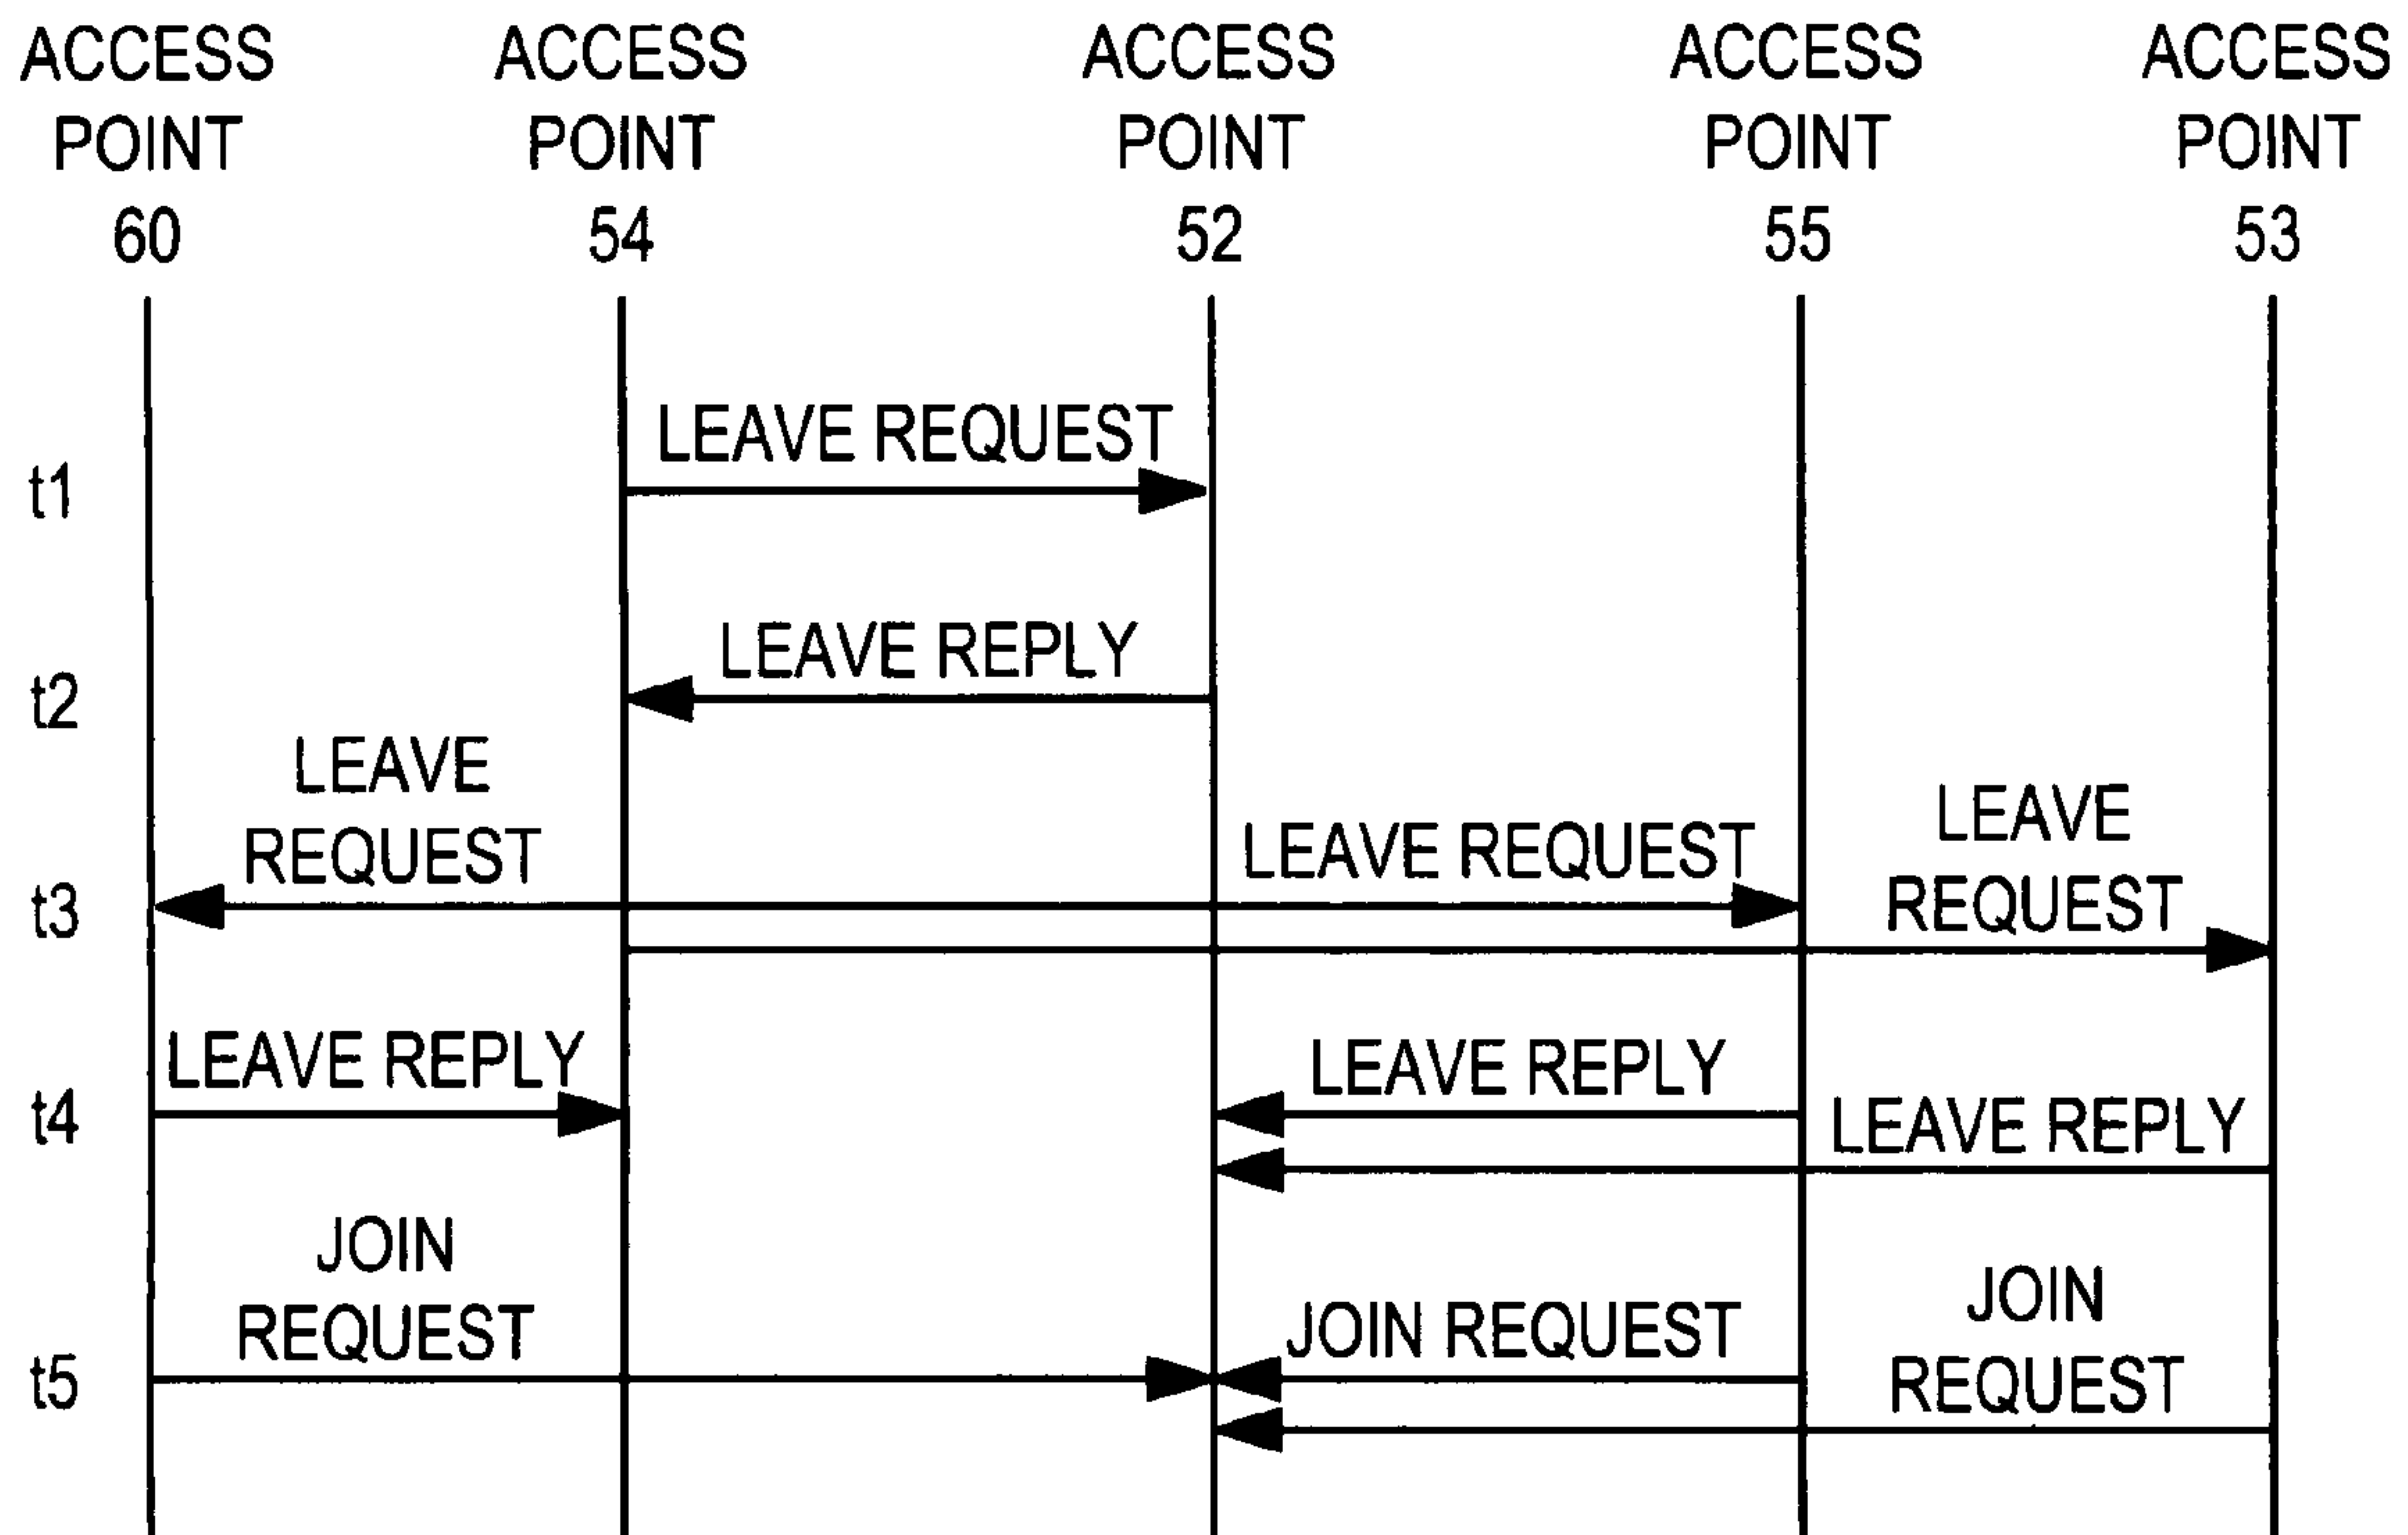 ACCESS POINT 60
ACCESS POINT 54
ACCESS POINT 52
ACCESS POINT 55
ACCESS POINT 53
t1
LEAVE REQUEST
t2
LEAVE REPLY
t3
LEAVE
REQUEST
LEAVE REQUEST
LEAVE
REQUEST
t4
LEAVE REPLY
LEAVE REPLY
LEAVE REPLY
t5
JOIN
REQUEST
JOIN REQUEST
JOIN
REQUEST